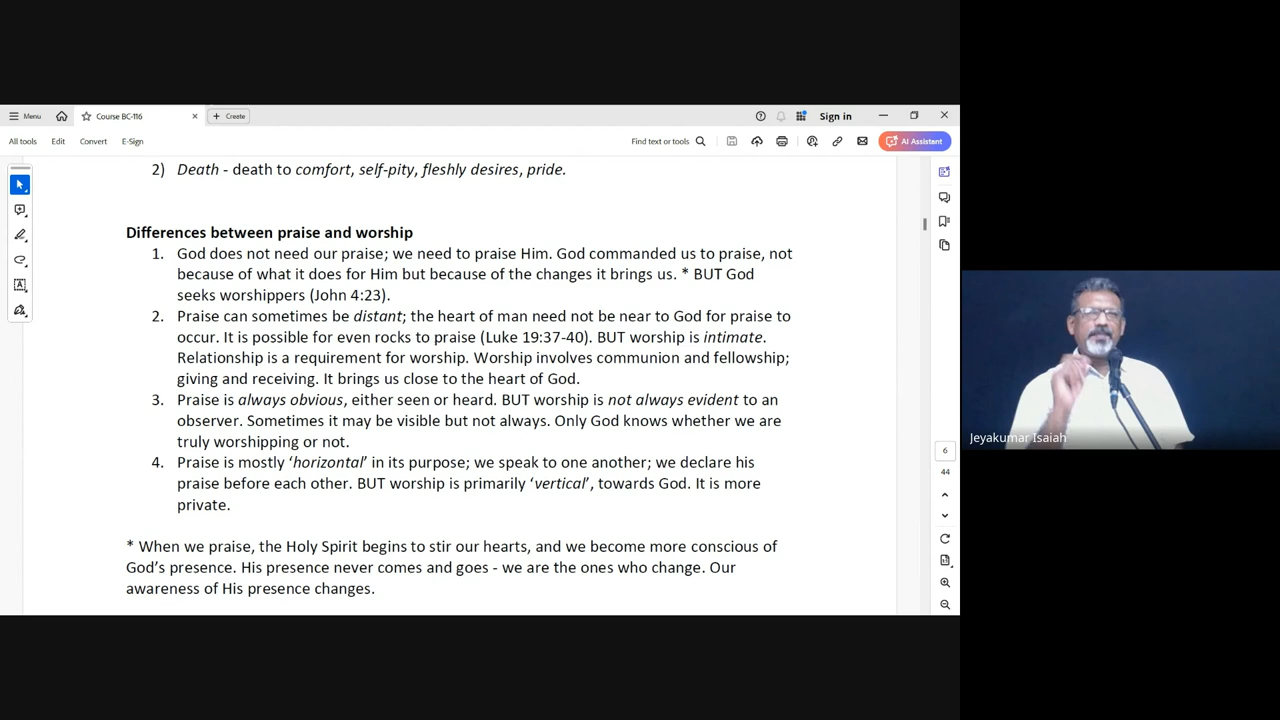 Menu
Course BC-116
Create
Sign in
All tools
Edit
Convert
E-Sign
Find text or tools
AI Assistant
2) Death - death to comfort, self-pity, fleshly desires, pride.
Differences between praise and worship
1. God does not need our praise; we need to praise Him. God commanded us to praise, not
because of what it does for Him but because of the changes it brings us. * BUT God
seeks worshippers (John 4:23).
2. Praise can sometimes be distant; the heart of man need not be near to God for praise to
occur. It is possible for even rocks to praise (Luke 19:37-40). BUT worship is intimate.
Relationship is a requirement for worship. Worship involves communion and fellowship;
giving and receiving. It brings us close to the heart of God.
3. Praise is always obvious, either seen or heard. BUT worship is not always evident to an
observer. Sometimes it may be visible but not always. Only God knows whether we are
truly worshipping or not.
4. Praise is mostly ‘horizontal’ in its purpose; we speak to one another; we declare his
praise before each other. BUT worship is primarily ‘vertical’, towards God. It is more
private.
* When we praise, the Holy Spirit begins to stir our hearts, and we become more conscious of
God’s presence. His presence never comes and goes - we are the ones who change. Our
awareness of His presence changes.
6
44
Jeyakumar Isaiah